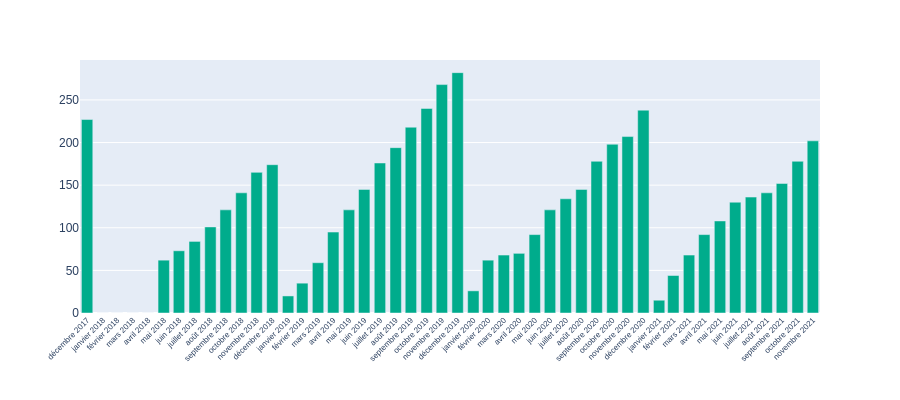 250
200
150
100
50
0
décembre 2017
janvier 2018
février 2018
mars 2018
avril 2018
mai 2018
juin 2018
juillet 2018
août 2018
septembre 2018
octobre 2018
novembre 2018
décembre 2018
janvier 2019
février 2019
mars 2019
avril 2019
mai 2019
juin 2019
juillet 2019
août 2019
septembre 2019
octobre 2019
novembre 2019
décembre 2019
janvier 2020
février 2020
mars 2020
avril 2020
mai 2020
juin 2020
juillet 2020
août 2020
septembre 2020
octobre 2020
novembre 2020
décembre 2020
janvier 2021
février 2021
mars 2021
avril 2021
mai 2021
juin 2021
juillet 2021
août 2021
septembre 2021
octobre 2021
novembre 2021